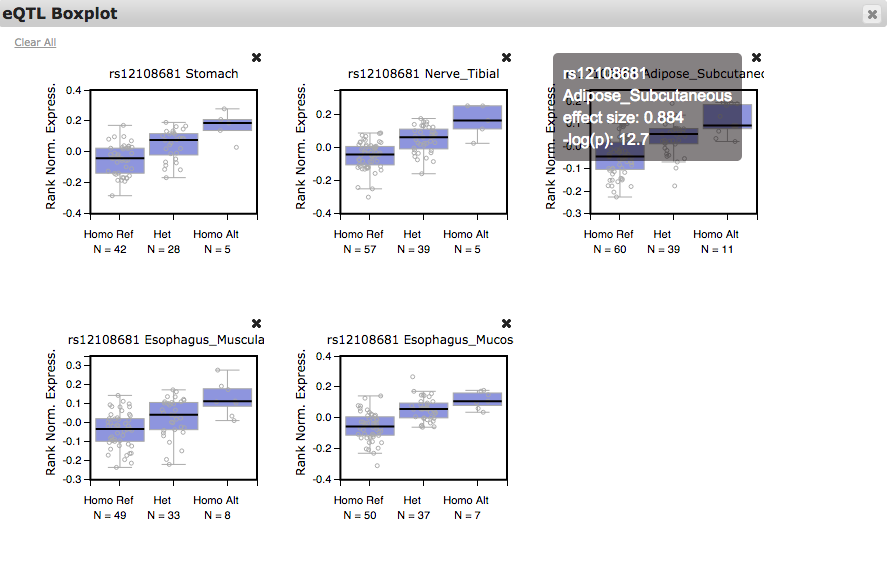 eQTL Boxplot
Clear All
rs12108681 Stomach
Rank Norm. Express.
0.4
0.2
0.0
-0.2
-0.4
Homo Ref Het Homo Alt
N = 42 N = 28 N = 5
rs12108681 Nerve_Tibial
Rank Norm. Express.
0.4
0.2
0.0
-0.2
-0.4
Homo Ref Het Homo Alt
N = 57 N = 39 N = 5
rs12108681
Adipose_Subcutaneous
effect size: 0.884
-log(p): 12.7
Adipose_Subcutaneo
Rank Norm. Express.
-0.1
-0.2
-0.3
Homo Ref Het Homo Alt
N = 60 N = 39 N = 11
rs12108681 Esophagus_Muscula
Rank Norm. Express.
0.3
0.2
0.1
-0.0
-0.1
-0.2
-0.3
Homo Ref Het Homo Alt
N = 49 N = 33 N = 8
rs12108681 Esophagus_Mucos
Rank Norm. Express.
0.4
0.2
0.0
-0.2
-0.4
Homo Ref Het Homo Alt
N = 50 N = 37 N = 7